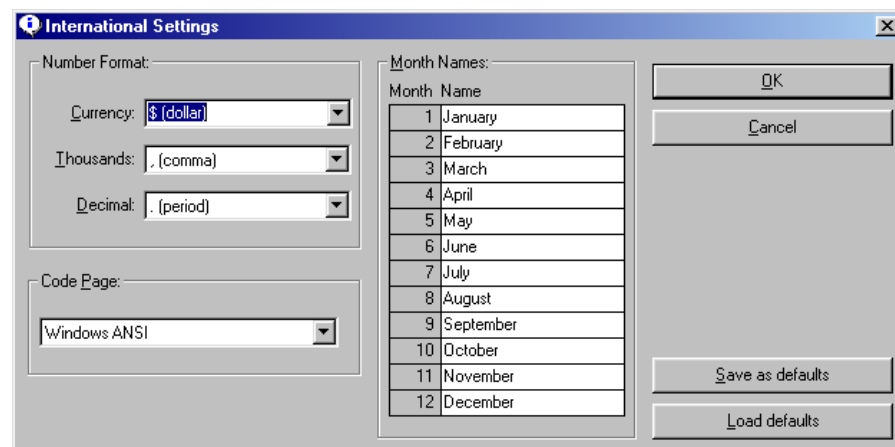 International Settings
Number Format:
Currency: $ (dollar)
Thousands: , (comma)
Decimal: . (period)
Code Page:
Windows ANSI
Month Names:
Month Name
1 January
2 February
3 March
4 April
5 May
6 June
7 July
8 August
9 September
10 October
11 November
12 December
OK
Cancel
Save as defaults
Load defaults